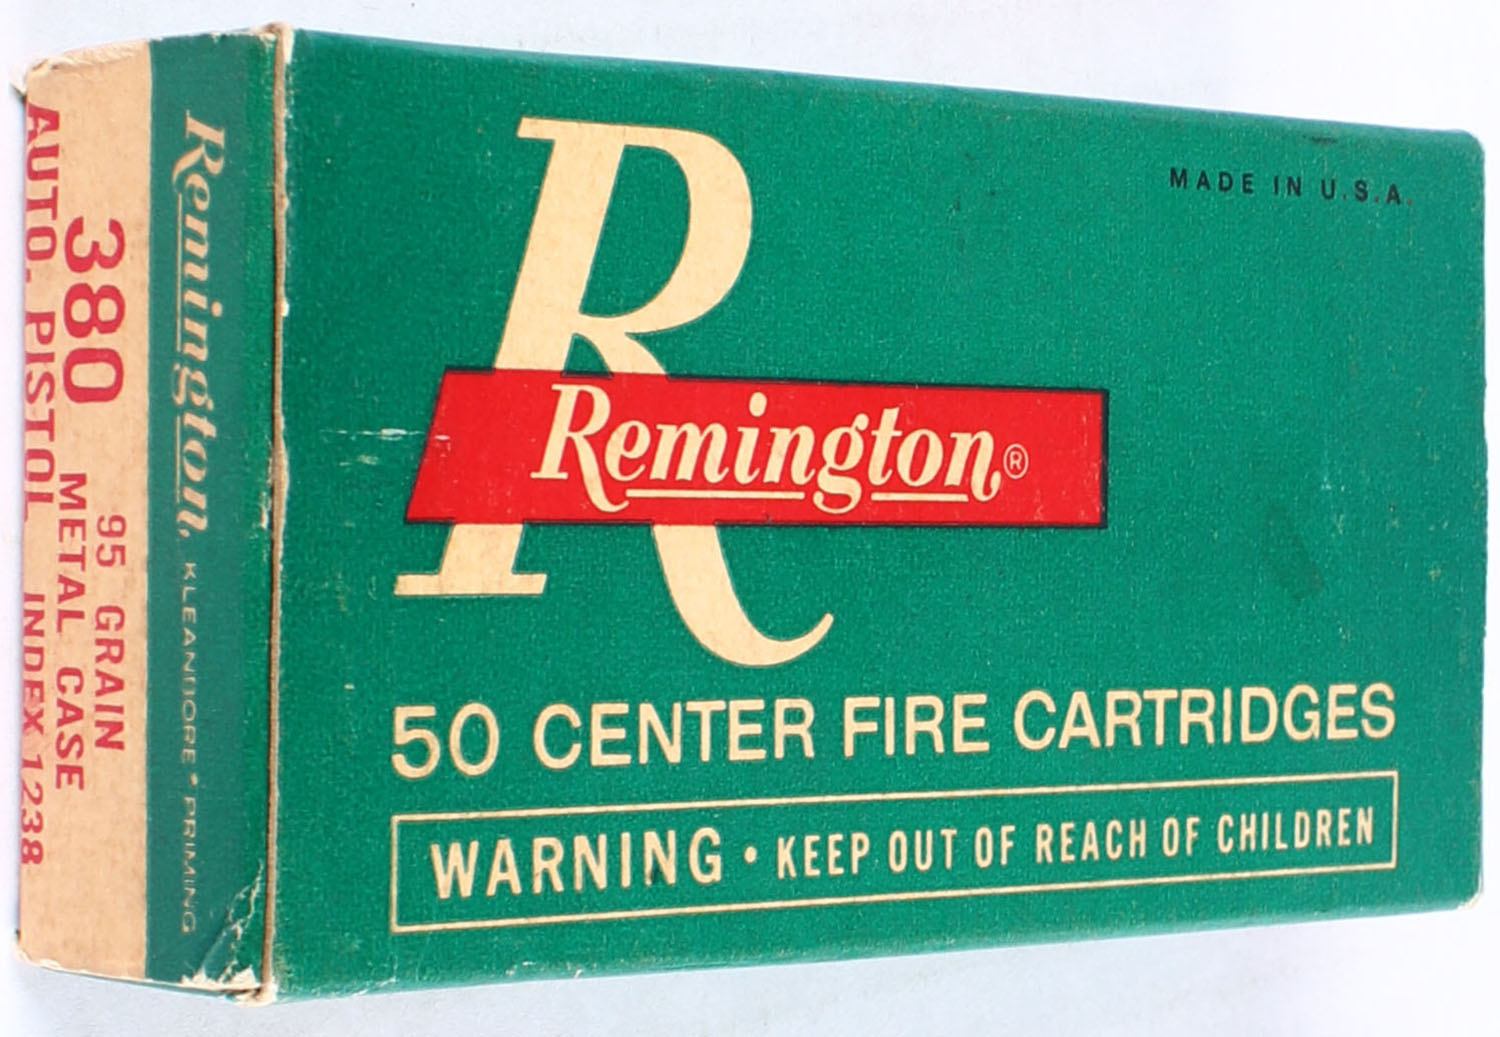 MADE IN U.S.A.
R
Remington®
50 CENTER FIRE CARTRIDGES
WARNING • KEEP OUT OF REACH OF CHILDREN
Remington, KLEANBORE® PRIMING
380 95 GRAIN
METAL CASE
AUTO. PISTOL INDEX 1238